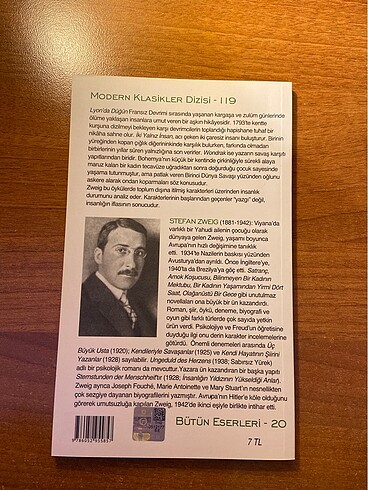 MODERN KLASİKLER DİZİSİ - 119
Lyon'da Düğün Fransız Devrimi sırasında yaşanan kargaşa ve zulüm günlerinde
ölüme yaklaşan insanlara umut veren bir aşkın hikâyesidir. 1793'te kentte
kurşuna dizilmeyi bekleyen karşı devrimcilerin toplandığı hapishane tuhaf bir
nikâha sahne olur. İki Yalnız İnsan, acı çeken iki çaresiz insanı buluşturur. Birinin
yüreğinden kopan çığlık diğerininkinde karşılık bulurken, farkında olmadan
birbirlerinin yıllar süren yalnızlığına son verirler. Wondrak ise yazarın savaş karşıtı
yapıtlarından biridir. Bohemya'nın küçük bir kentinde çirkinliğiyle sürekli alaya
maruz kalan bir kadın tecavüze uğradıktan sonra doğurduğu çocuk sayesinde
yaşama tutunmuştur, ama patlak veren Birinci Dünya Savaşı yüzünden oğlunu
askere alarak ondan koparmaları söz konusudur.
Zweig bu öykülerde toplum dışına itilmiş karakterleri üzerinden insanlık
durumunu analiz eder. Karakterlerinin başlarından geçenler "yazgı" değil,
insanlığın iflasının sonucudur.
STEFAN ZWEIG (1881-1942): Viyana'da
varlıklı bir Yahudi ailenin çocuğu olarak
dünyaya gelen Zweig, yaşamı boyunca
Avrupa'nın hızlı değişimine tanıklık
etti. 1934'te Nazilerin baskısı yüzünden
Avusturya'dan ayrıldı. Önce İngiltere'ye,
1940'ta da Brezilya'ya göç etti. Satranç,
Amok Koşucusu, Bilinmeyen Bir Kadının
Mektubu, Bir Kadının Yaşamından Yirmi Dört
Saat, Olağanüstü Bir Gece gibi unutulmaz
novellaları ona büyük bir ün kazandırdı.
Roman, şiir, öykü, deneme, biyografi ve
oyun gibi farklı türlerde çok sayıda yetkin
ürün verdi. Psikolojiye ve Freud'un öğretisine
duyduğu ilgi onu derin karakter incelemelerine
götürdü. Önemli denemeleri arasında Üç
Büyük Usta (1920); Kendileriyle Savaşanlar (1925) ve Kendi Hayatının Şiirini
Yazanlar (1928) sayılabilir. Ungeduld des Herzens (1938; Sabırsız Yürek)
adlı bir psikolojik romanı da mevcuttur. Yazara ün kazandıran bir başka yapıtı
Sternstunden der Menschheit'tır (1928; İnsanlığın Yıldızının Yükseldiği Anlar).
Zweig ayrıca Joseph Fouché, Marie Antoinette ve Mary Stuart'ın nesnellikten
çok sezgiye dayanan biyografilerini yazmıştır. Avrupa'nın Hitler'e köle olduğunu
görerek umutsuzluğa kapılan Zweig, 1942'de ikinci eşiyle birlikte intihar etti.
BÜTÜN ESERLERİ - 20
7 TL